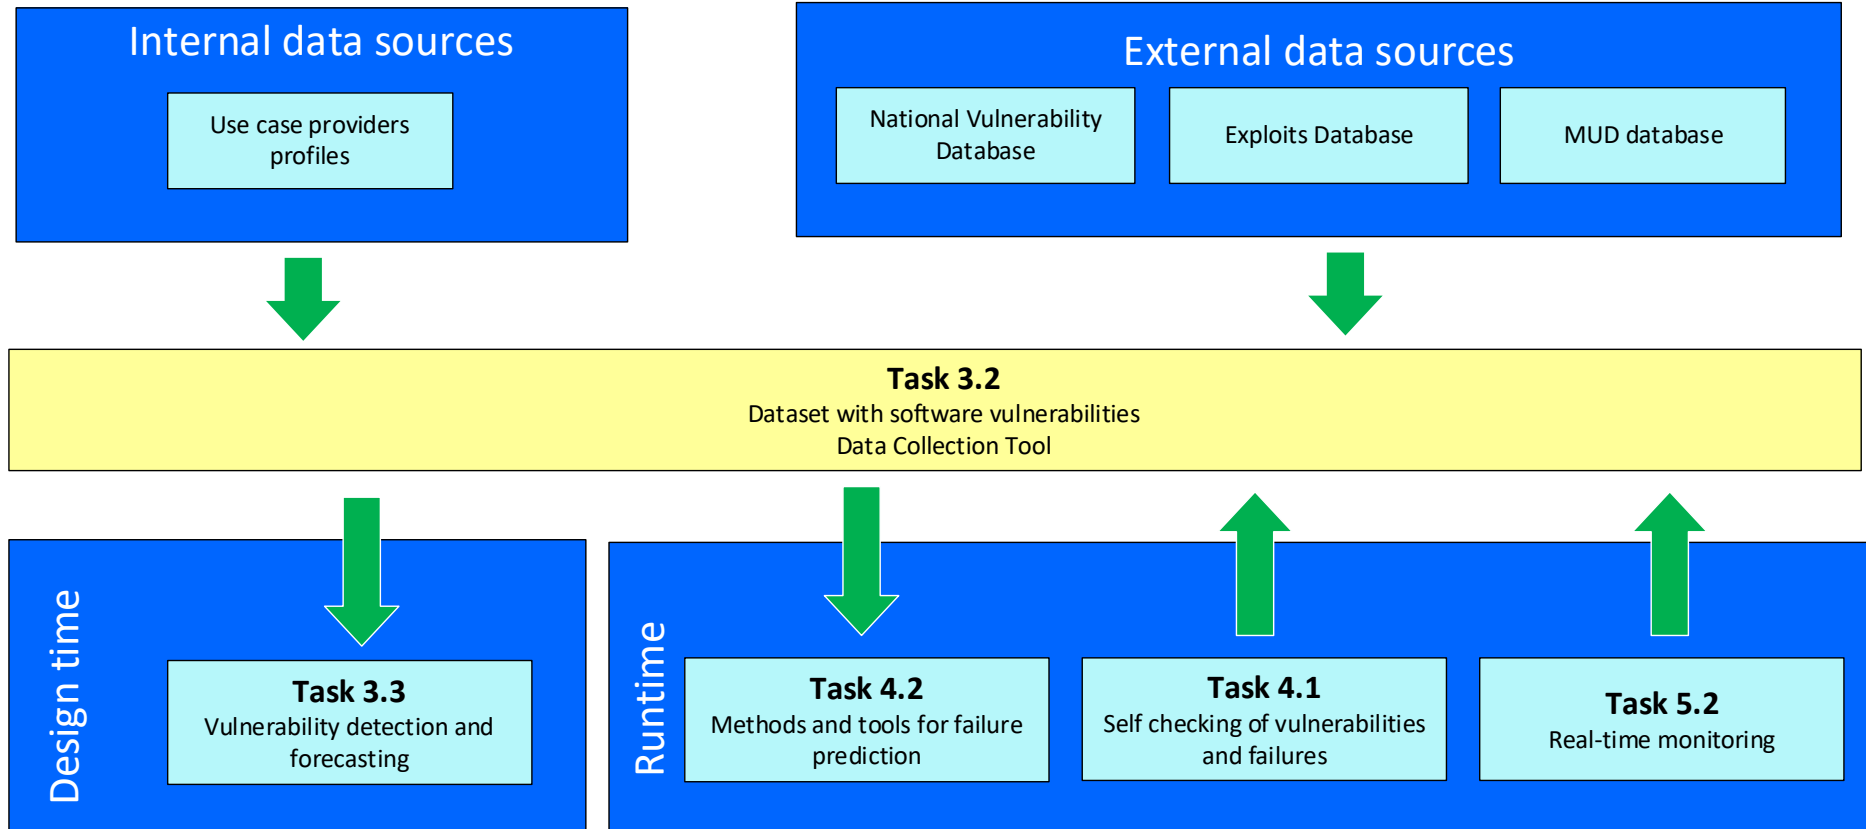 Internal data sources
Use case providers
profiles
External data sources
National Vulnerability
Database
Exploits Database
MUD database
Task 3.2
Dataset with software vulnerabilities
Data Collection Tool
Design time
Task 3.3
Vulnerability detection and
forecasting
Runtime
Task 4.2
Methods and tools for failure
prediction
Task 4.1
Self checking of vulnerabilities
and failures
Task 5.2
Real-time monitoring